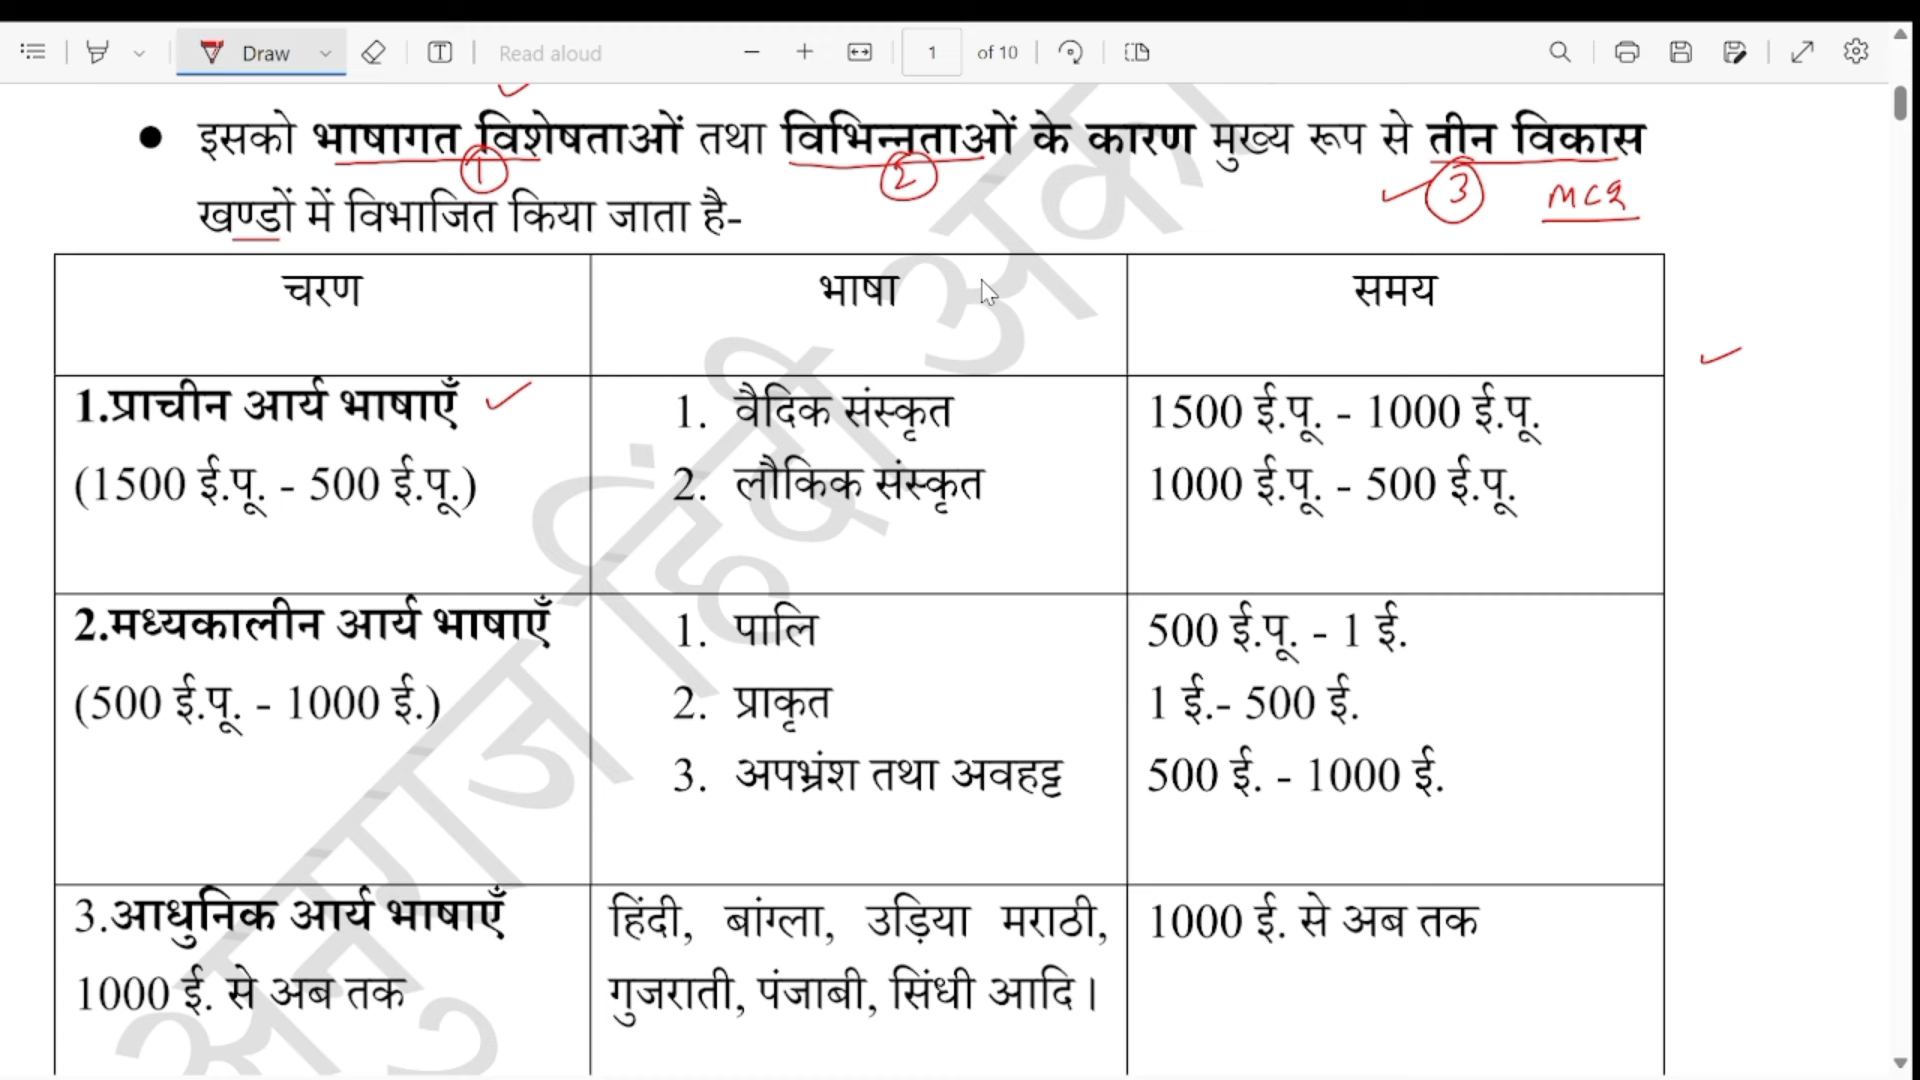 Draw
Read aloud
1 of 10
● इसको भाषागत विशेषताओं तथा विभिन्नताओं के कारण मुख्य रूप से तीन विकास
1 2 3 MCQ
खण्डों में विभाजित किया जाता है-
चरण भाषा समय
1.प्राचीन आर्य भाषाएँ 1. वैदिक संस्कृत 1500 ई.पू. - 1000 ई.पू.
(1500 ई.पू. - 500 ई.पू.) 2. लौकिक संस्कृत 1000 ई.पू. - 500 ई.पू.
2.मध्यकालीन आर्य भाषाएँ 1. पालि 500 ई.पू. - 1 ई.
(500 ई.पू. - 1000 ई.) 2. प्राकृत 1 ई.- 500 ई.
3. अपभ्रंश तथा अवहट्ट 500 ई. - 1000 ई.
3.आधुनिक आर्य भाषाएँ हिंदी, बांग्ला, उड़िया मराठी, 1000 ई. से अब तक
1000 ई. से अब तक गुजराती, पंजाबी, सिंधी आदि।
हिंदी